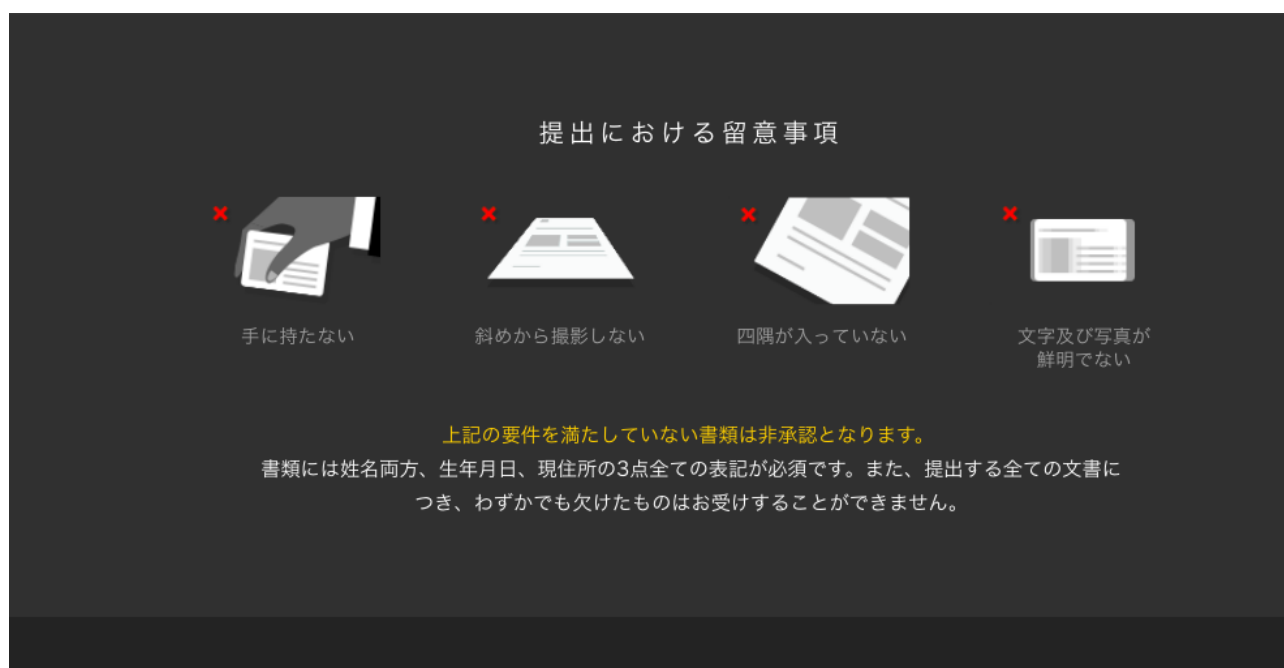 提出における留意事項
手に持たない
斜めから撮影しない
四隅が入っていない
文字及び写真が
鮮明でない
上記の要件を満たしていない書類は非承認となります。
書類には姓名両方、生年月日、現住所の3点全ての表記が必須です。また、提出する全ての文書に
つき、わずかでも欠けたものはお受けすることができません。